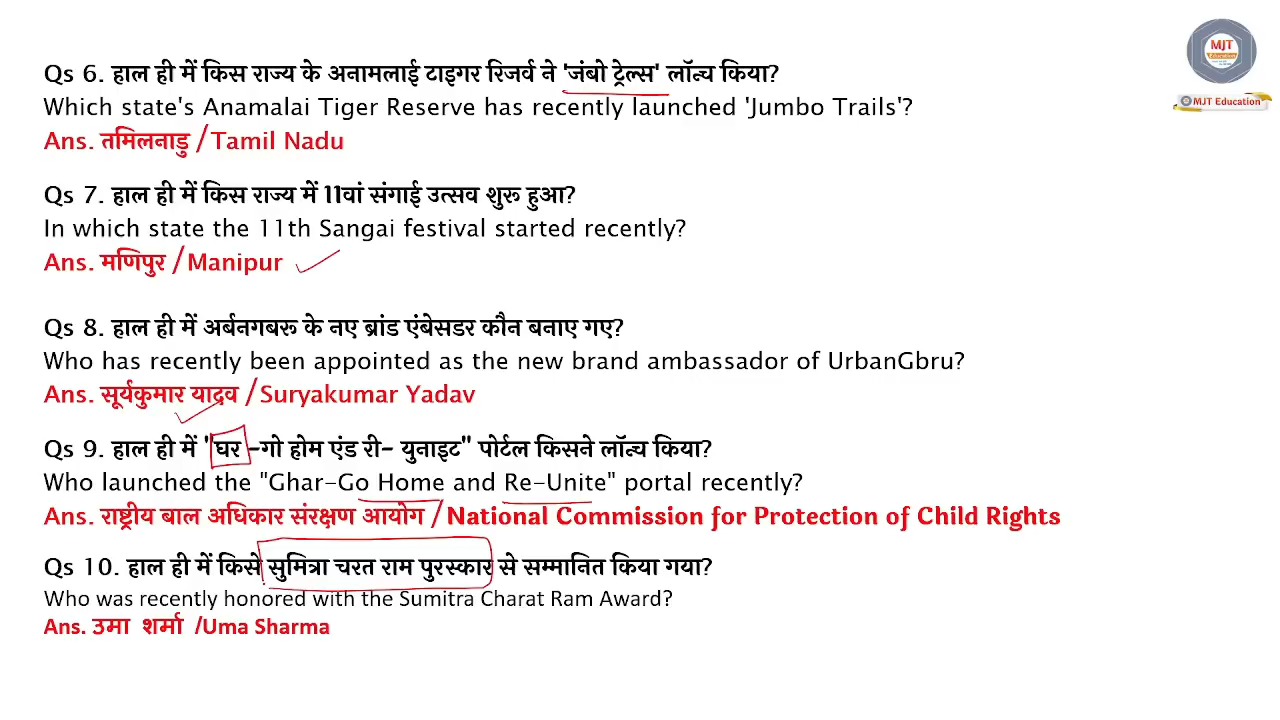 MJT
Education
MJT Education
Qs 6. हाल ही में किस राज्य के अनामलाई टाइगर रिजर्व ने 'जंबो ट्रेल्स' लॉन्च किया?
Which state's Anamalai Tiger Reserve has recently launched 'Jumbo Trails'?
Ans. तमिलनाडु /Tamil Nadu
Qs 7. हाल ही में किस राज्य में 11वां संगाई उत्सव शुरू हुआ?
In which state the 11th Sangai festival started recently?
Ans. मणिपुर /Manipur
Qs 8. हाल ही में अर्बनगबरू के नए ब्रांड एंबेसडर कौन बनाए गए?
Who has recently been appointed as the new brand ambassador of UrbanGbru?
Ans. सूर्यकुमार यादव /Suryakumar Yadav
Qs 9. हाल ही में "घर -गो होम एंड री- युनाइट" पोर्टल किसने लॉन्च किया?
Who launched the "Ghar-Go Home and Re-Unite" portal recently?
Ans. राष्ट्रीय बाल अधिकार संरक्षण आयोग /National Commission for Protection of Child Rights
Qs 10. हाल ही में किसे सुमित्रा चरत राम पुरस्कार से सम्मानित किया गया?
Who was recently honored with the Sumitra Charat Ram Award?
Ans. उमा शर्मा /Uma Sharma